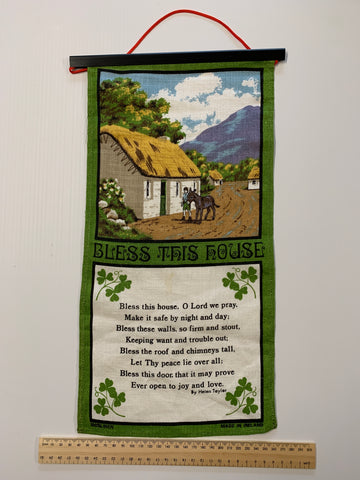 BLESS THIS HOUSE
Bless this house, O Lord we pray,
Make it safe by night and day;
Bless these walls, so firm and stout,
Keeping want and trouble out;
Bless the roof and chimneys tall,
Let Thy peace lie over all;
Bless this door, that it may prove
Ever open to joy and love.
By Helen Taylor
MADE IN IRELAND